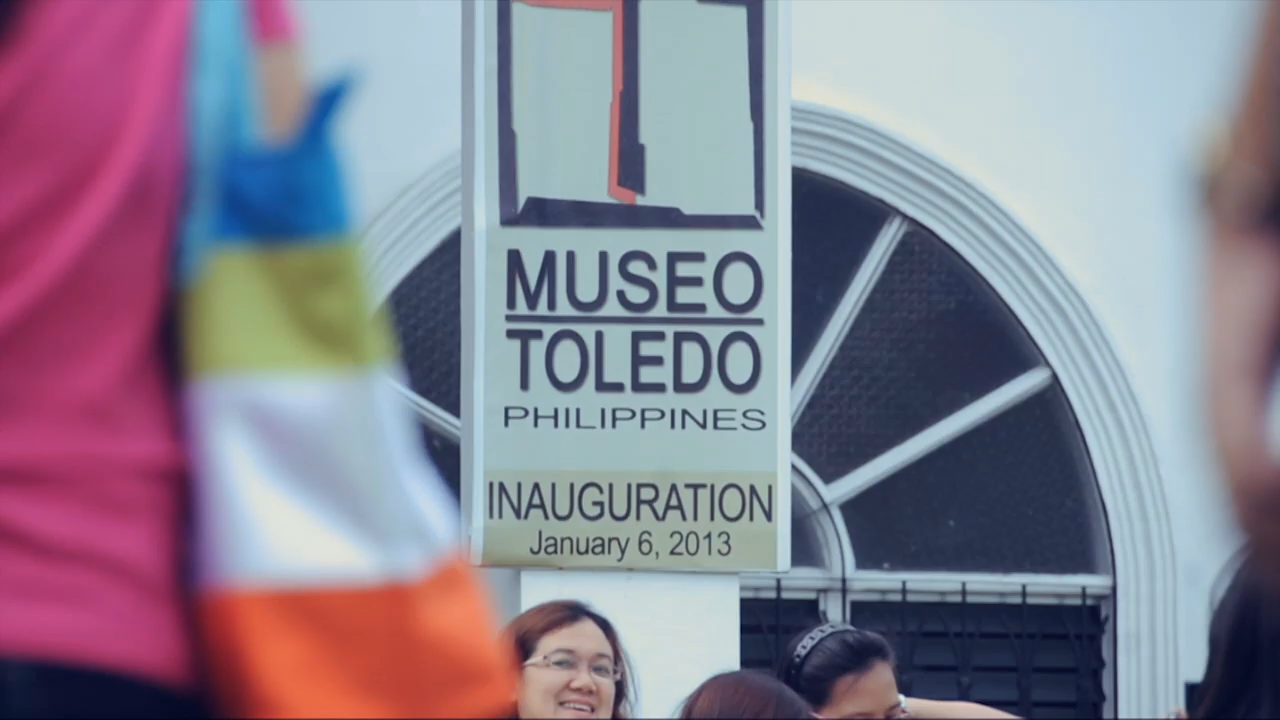 MUSEO
TOLEDO
PHILIPPINES
INAUGURATION
January 6, 2013